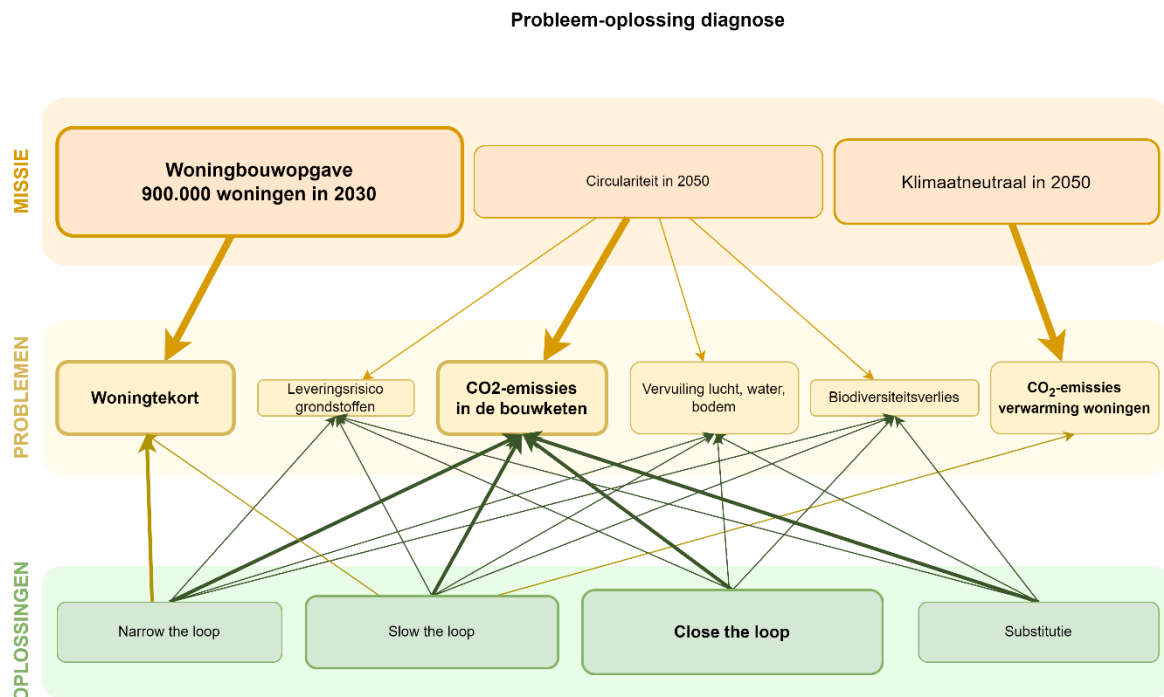 Probleem-oplossing diagnose
MISSIE
Woningbouwopgave
900.000 woningen in 2030
Circulariteit in 2050
Klimaatneutraal in 2050
PROBLEMEN
Woningtekort
Leveringsrisico
grondstoffen
CO2-emissies
in de bouwketen
Vervuiling lucht, water,
bodem
Biodiversiteitsverlies
CO₂-emissies
verwarming woningen
OPLOSSINGEN
Narrow the loop
Slow the loop
Close the loop
Substitutie